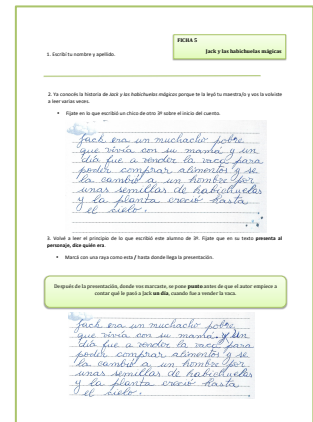 FICHA 5
Jack y las habichuelas mágicas
1. Escribí tu nombre y apellido.
2. Ya conocés la historia de Jack y las habichuelas mágicas porque te la leyó tu maestra/o y vos la volviste
a leer varias veces.
Fijate en lo que escribió un chico de otro 3º sobre el inicio del cuento.
Jack era un muchacho pobre
que vivía con su mamá y un
día fue a vender la vaca para
poder comprar alimentos y se
la cambió a un hombre por
unas semillas de habichuelas
y la planta creció hasta
el cielo.
3. Volvé a leer el principio de lo que escribió este alumno de 3º. Fijate que en su texto presenta al
personaje, dice quién era.
Marcá con una raya como esta / hasta donde llega la presentación.
Después de la presentación, donde vos marcaste, se pone punto antes de que el autor empiece a
contar qué le pasó a Jack un día, cuando fue a vender la vaca.
Jack era un muchacho pobre
que vivía con su mamá. y un
día fue a vender la vaca para
poder comprar alimentos y se
la cambió a un hombre por
unas semillas de habichuelas
y la planta creció hasta
el cielo.